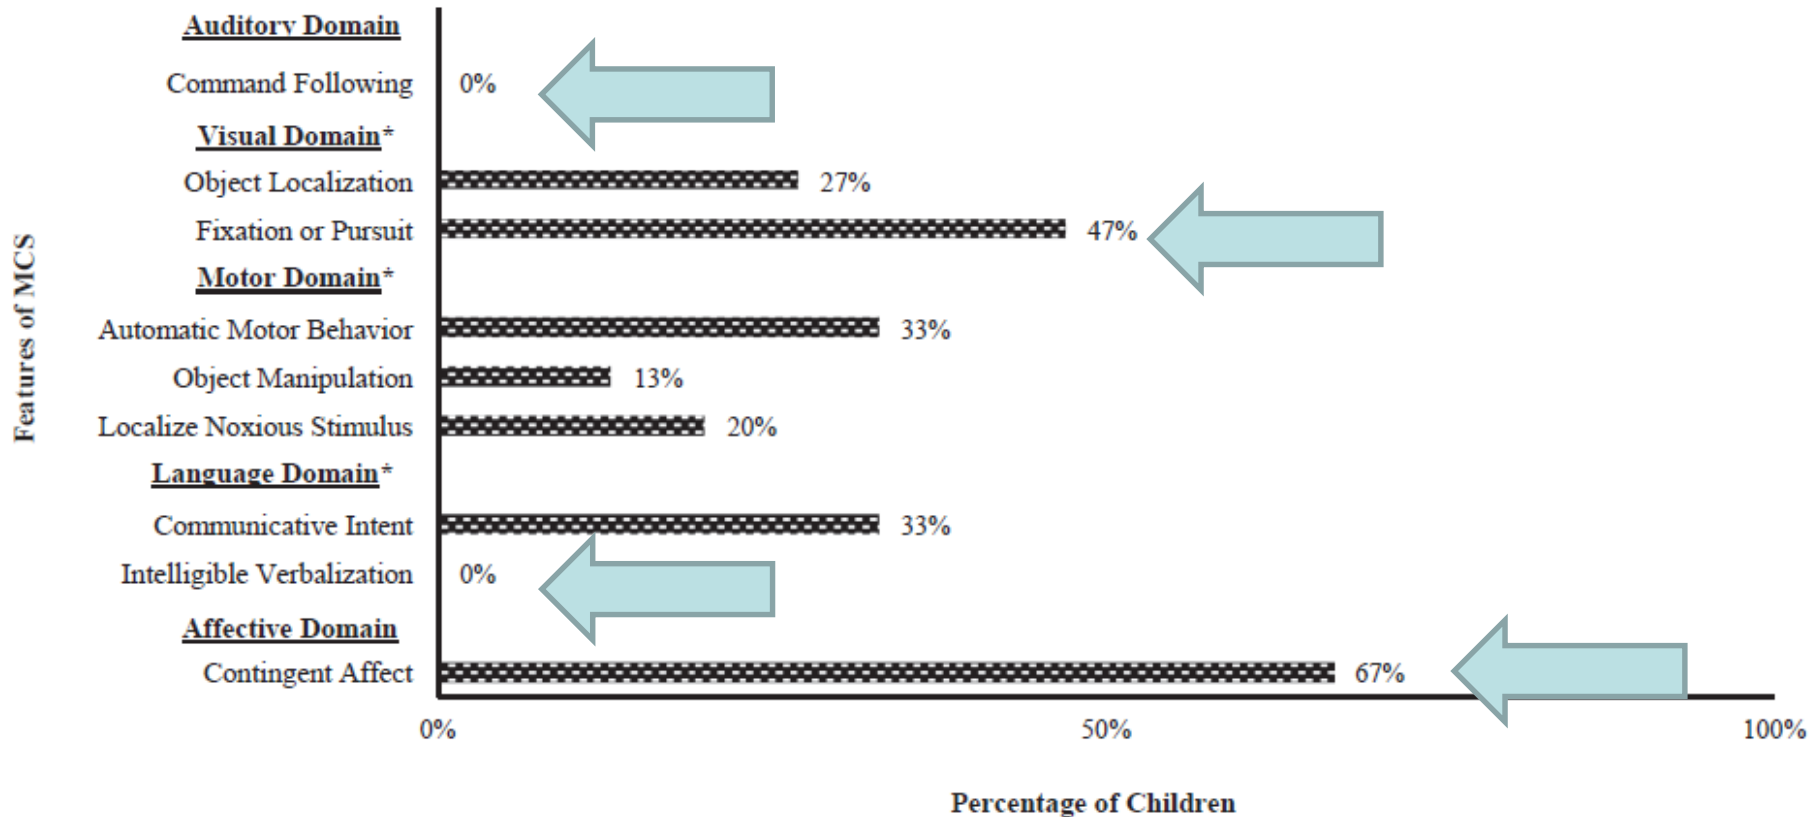 Auditory Domain
Command Following 0%
Visual Domain*
Object Localization 27%
Fixation or Pursuit 47%
Motor Domain*
Automatic Motor Behavior 33%
Object Manipulation 13%
Localize Noxious Stimulus 20%
Language Domain*
Communicative Intent 33%
Intelligible Verbalization 0%
Affective Domain
Contingent Affect 67%
Features of MCS
0% 50% 100%
Percentage of Children